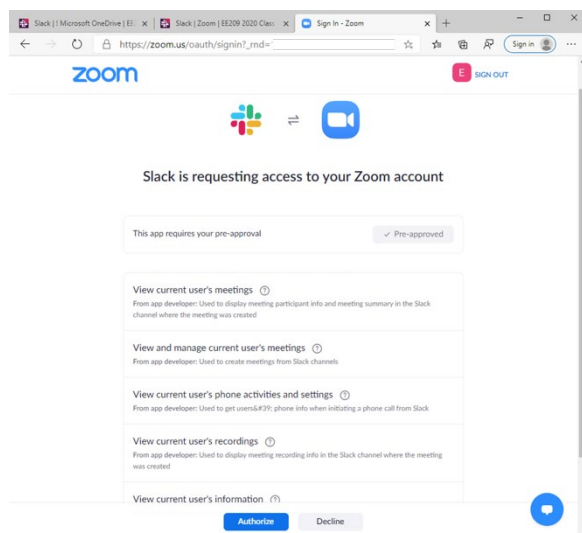 Slack | ! Microsoft OneDrive | EE
Slack | Zoom | EE209 2020 Class
Sign In - Zoom
https://zoom.us/oauth/signin?_rnd=
Sign in
zoom
E SIGN OUT
Slack is requesting access to your Zoom account
This app requires your pre-approval
✓ Pre-approved
View current user's meetings ?
From app developer: Used to display meeting participant info and meeting summary in the Slack
channel where the meeting was created
View and manage current user's meetings ?
From app developer: Used to create meetings from Slack channels
View current user's phone activities and settings ?
From app developer: Used to get users&#39; phone info when initiating a phone call from Slack
View current user's recordings ?
From app developer: Used to display meeting recording info in the Slack channel where the meeting
was created
View current user's information ?
Authorize
Decline